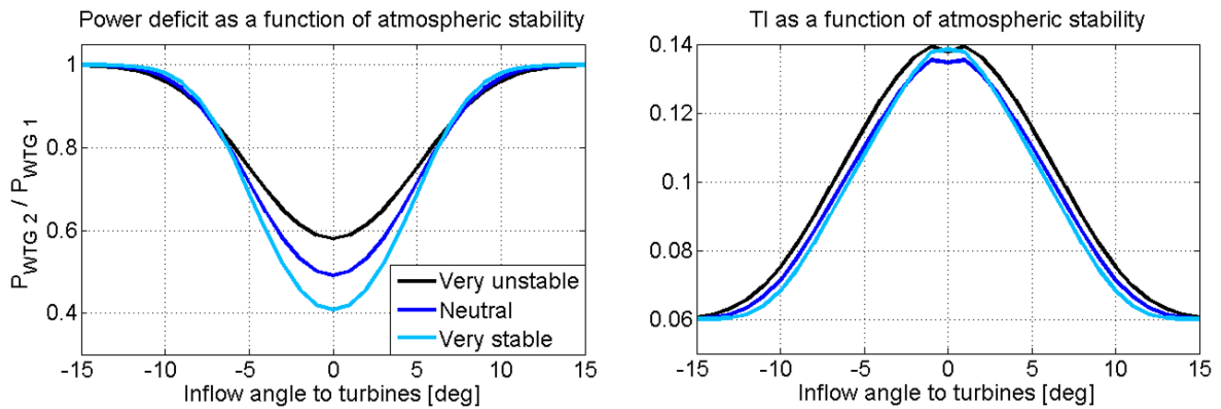 Power deficit as a function of atmospheric stability
P_WTG 2 / P_WTG 1
1
0.8
0.6
0.4
-15 -10 -5 0 5 10 15
Inflow angle to turbines [deg]
Very unstable
Neutral
Very stable
TI as a function of atmospheric stability
0.14
0.12
0.1
0.08
0.06
-15 -10 -5 0 5 10 15
Inflow angle to turbines [deg]